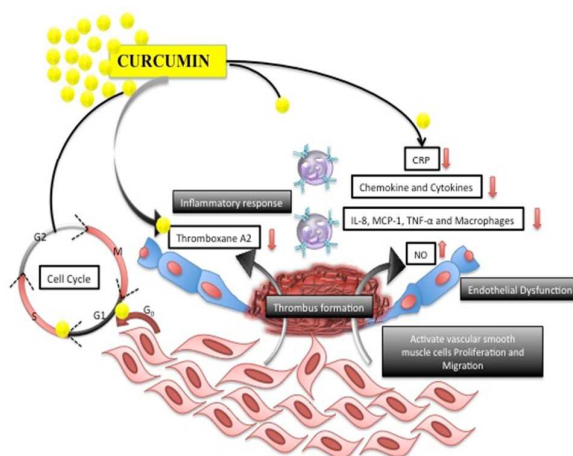 CURCUMIN
CRP
Chemokine and Cytokines
Inflammatory response
IL-8, MCP-1, TNF-α and Macrophages
Thromboxane A2
NO
G2
M
Cell Cycle
Endothelial Dysfunction
Thrombus formation
S
G1
G0
Activate vascular smooth
muscle cells Proliferation and
Migration